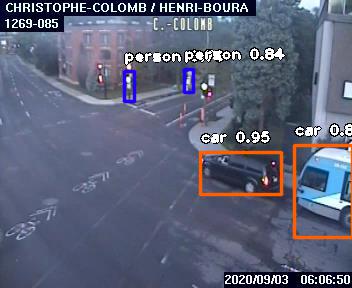 CHRISTOPHE-COLOMB / HENRI-BOURA
1269-085
C.-COLOMB
person
person 0.84
car 0.95
car 0.8
2020/09/03 06:06:50